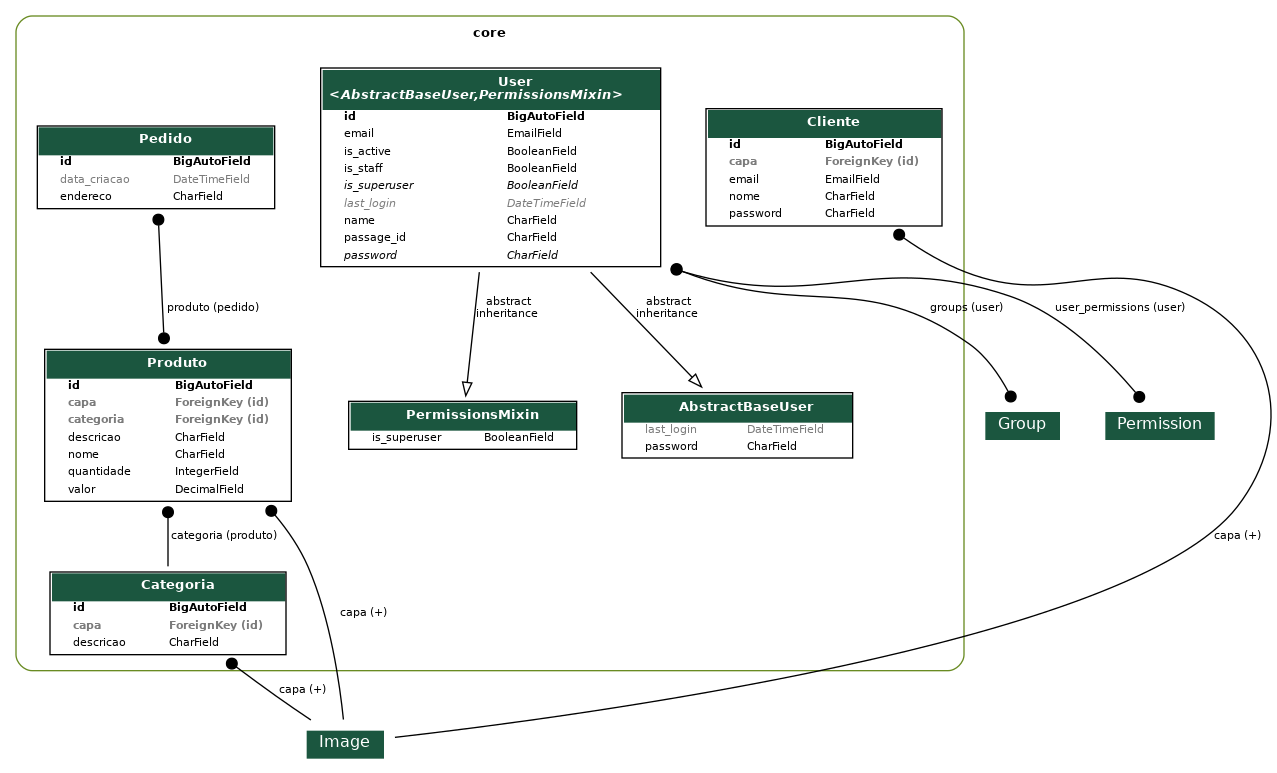 core
User
<AbstractBaseUser,PermissionsMixin>
id BigAutoField
email EmailField
is_active BooleanField
is_staff BooleanField
is_superuser BooleanField
last_login DateTimeField
name CharField
passage_id CharField
password CharField
Cliente
id BigAutoField
capa ForeignKey (id)
email EmailField
nome CharField
password CharField
Pedido
id BigAutoField
data_criacao DateTimeField
endereco CharField
produto (pedido)
abstract
inheritance
abstract
inheritance
groups (user)
user_permissions (user)
Produto
id BigAutoField
capa ForeignKey (id)
categoria ForeignKey (id)
descricao CharField
nome CharField
quantidade IntegerField
valor DecimalField
PermissionsMixin
is_superuser BooleanField
AbstractBaseUser
last_login DateTimeField
password CharField
Group
Permission
categoria (produto)
capa (+)
Categoria
id BigAutoField
capa ForeignKey (id)
descricao CharField
capa (+)
capa (+)
Image